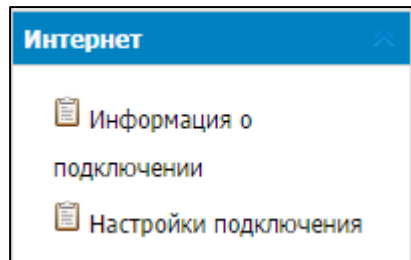 Интернет
Информация о
подключении
Настройки подключения